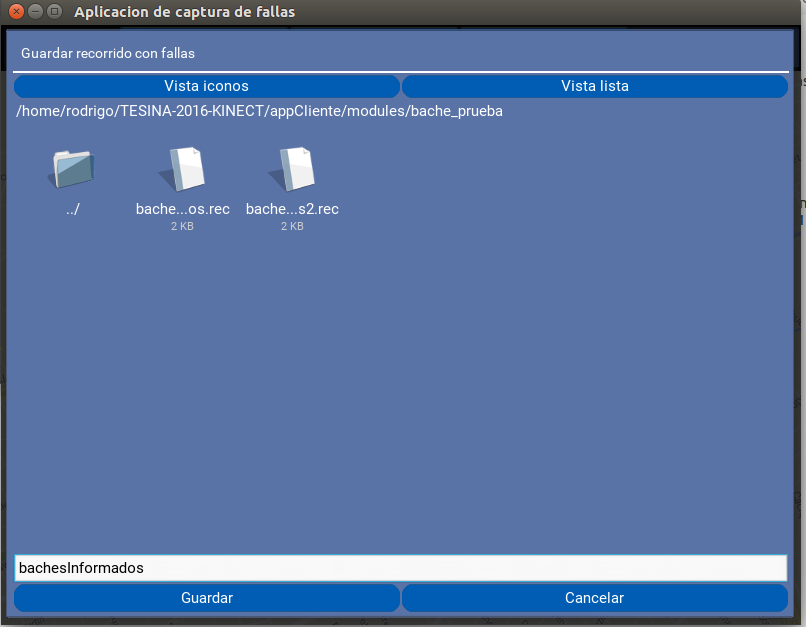 Aplicacion de captura de fallas
Guardar recorrido con fallas
Vista iconos Vista lista
/home/rodrigo/TESINA-2016-KINECT/appCliente/modules/bache_prueba
../ bache...os.rec bache...s2.rec
2 KB 2 KB
bachesInformados
Guardar Cancelar